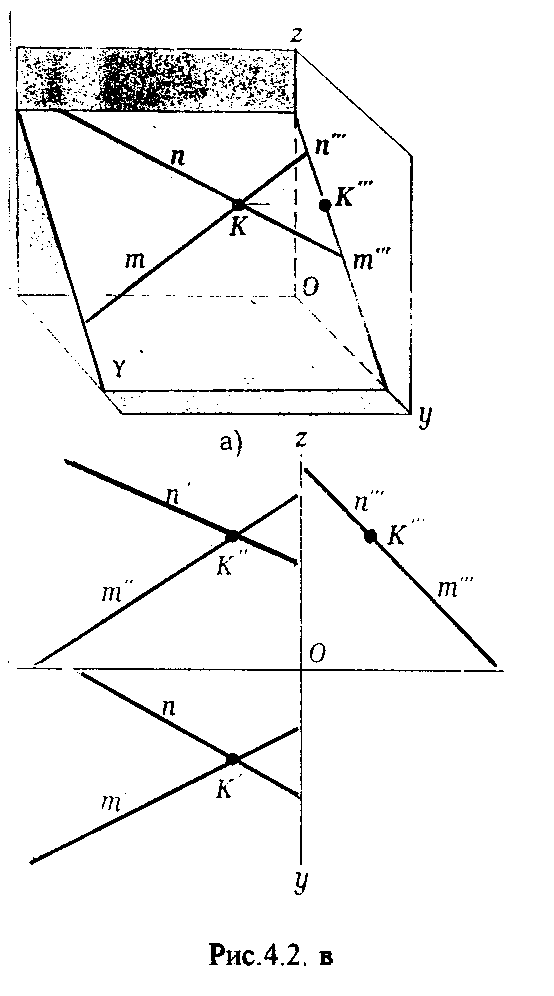 z
n n‴
K K‴
m m‴
O
Y
y
а)
z
n′ n‴
K″ K‴
m″ m‴
O
n
m′ K′
y
Рис.4.2. в